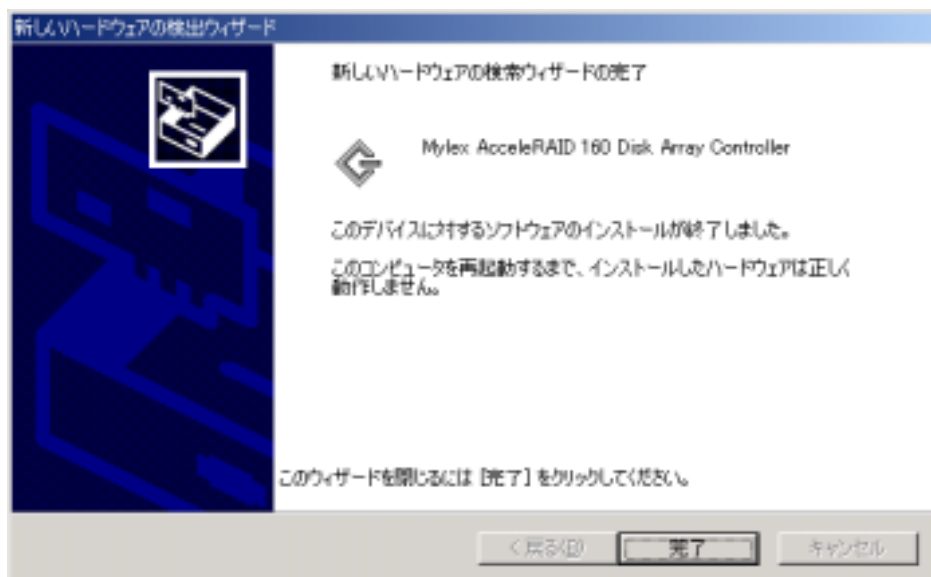 新しいハードウェアの検出ウィザード
新しいハードウェアの検索ウィザードの完了
Mylex AcceleRAID 160 Disk Array Controller
このデバイスに対するソフトウェアのインストールが終了しました。
このコンピュータを再起動するまで、インストールしたハードウェアは正しく
動作しません。
このウィザードを閉じるには [完了] をクリックしてください。
< 戻る(B)
完了
キャンセル